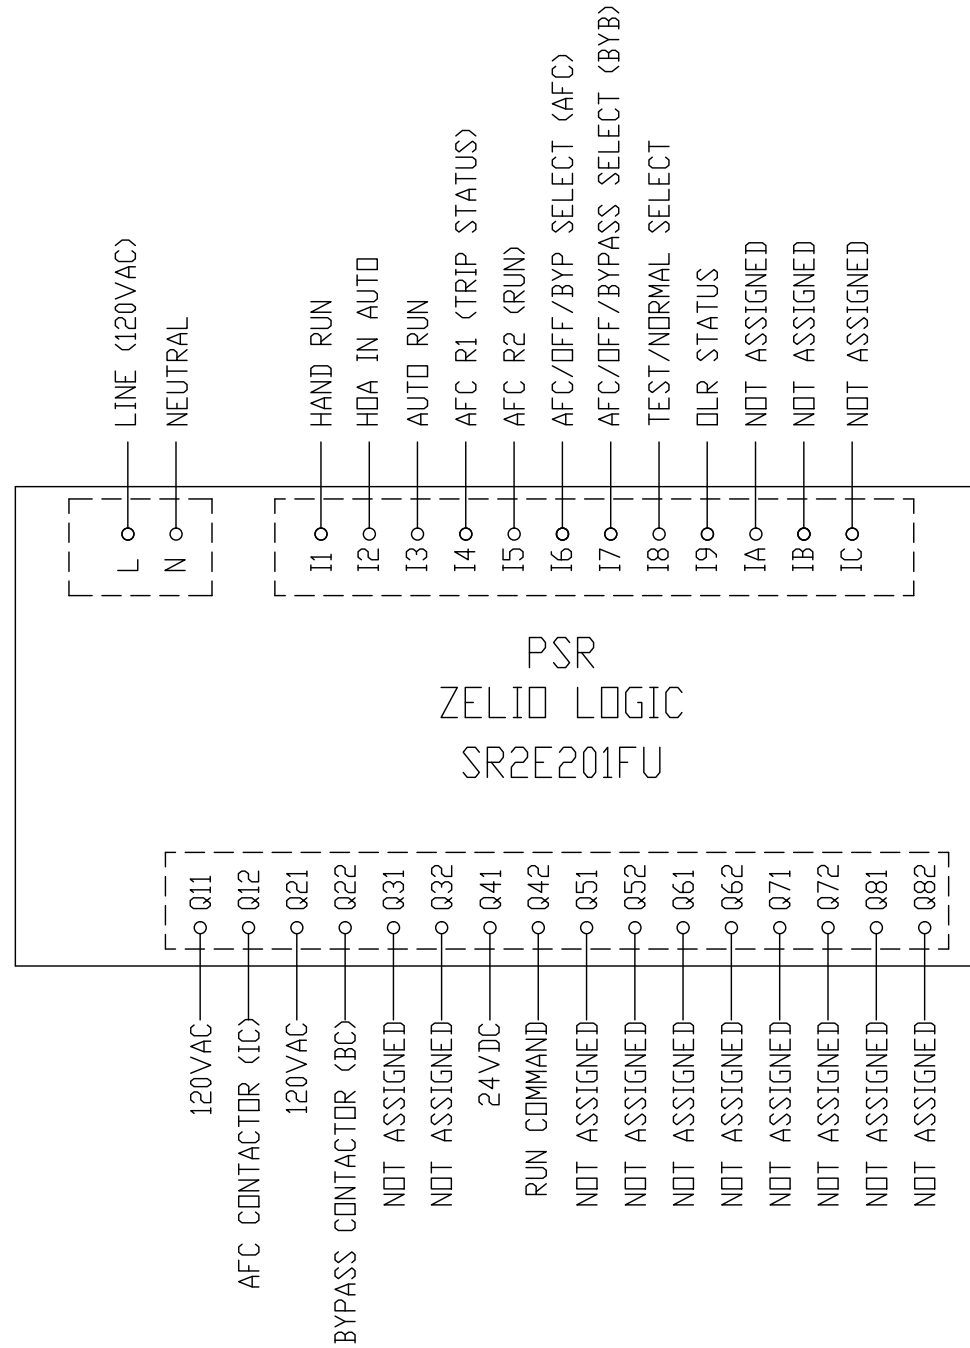 LINE (120VAC)
NEUTRAL
HAND RUN
HOA IN AUTO
AUTO RUN
AFC R1 (TRIP STATUS)
AFC R2 (RUN)
AFC/OFF/BYP SELECT (AFC)
AFC/OFF/BYPASS SELECT (BYB)
TEST/NORMAL SELECT
OLR STATUS
NOT ASSIGNED
NOT ASSIGNED
NOT ASSIGNED
L
N
I1
I2
I3
I4
I5
I6
I7
I8
I9
IA
IB
IC
PSR
ZELIO LOGIC
SR2E201FU
Q11
Q12
Q21
Q22
Q31
Q32
Q41
Q42
Q51
Q52
Q61
Q62
Q71
Q72
Q81
Q82
120VAC
AFC CONTACTOR (IC)
120VAC
BYPASS CONTACTOR (BC)
NOT ASSIGNED
NOT ASSIGNED
24VDC
RUN COMMAND
NOT ASSIGNED
NOT ASSIGNED
NOT ASSIGNED
NOT ASSIGNED
NOT ASSIGNED
NOT ASSIGNED
NOT ASSIGNED
NOT ASSIGNED